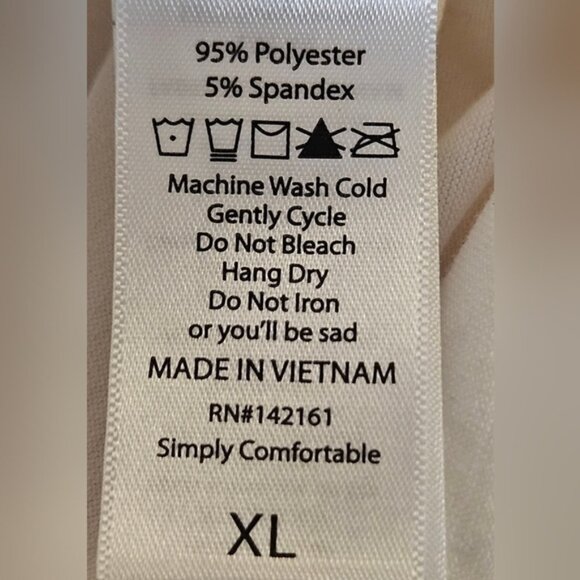 95% Polyester
5% Spandex
Machine Wash Cold
Gently Cycle
Do Not Bleach
Hang Dry
Do Not Iron
or you'll be sad
MADE IN VIETNAM
RN#142161
Simply Comfortable
XL